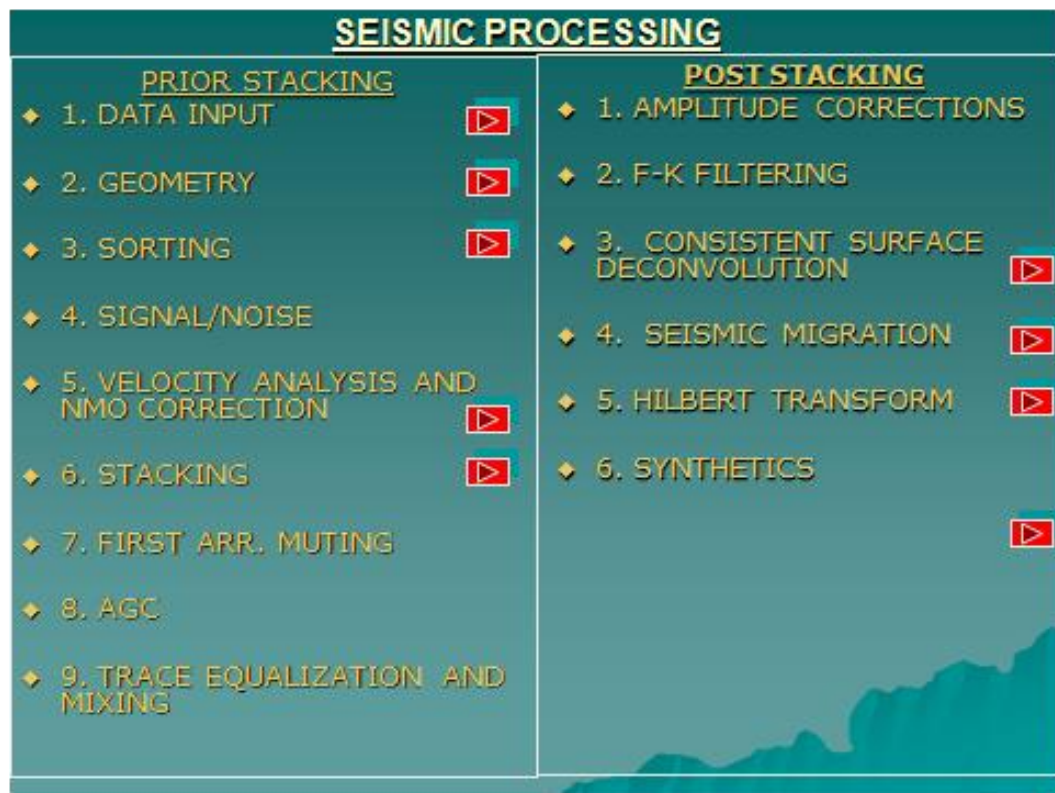 SEISMIC PROCESSING
PRIOR STACKING
1. DATA INPUT
2. GEOMETRY
3. SORTING
4. SIGNAL/NOISE
5. VELOCITY ANALYSIS AND
NMO CORRECTION
6. STACKING
7. FIRST ARR. MUTING
8. AGC
9. TRACE EQUALIZATION AND
MIXING
POST STACKING
1. AMPLITUDE CORRECTIONS
2. F-K FILTERING
3. CONSISTENT SURFACE
DECONVOLUTION
4. SEISMIC MIGRATION
5. HILBERT TRANSFORM
6. SYNTHETICS